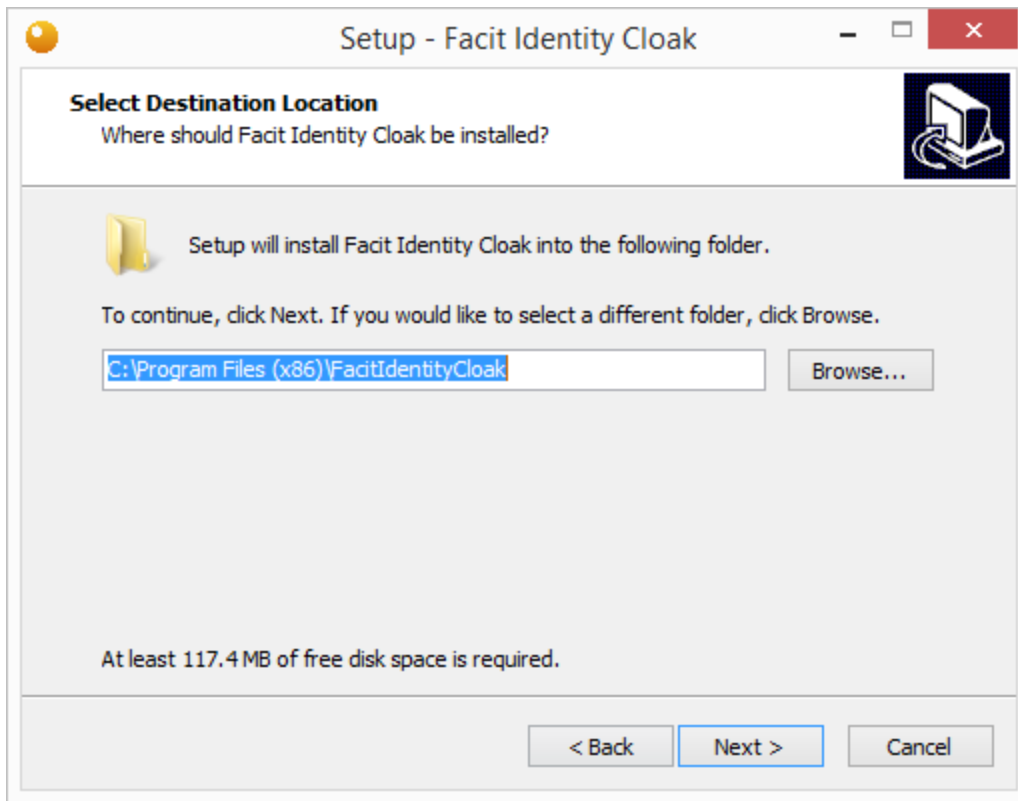 Setup - Facit Identity Cloak
Select Destination Location
Where should Facit Identity Cloak be installed?
Setup will install Facit Identity Cloak into the following folder.
To continue, click Next. If you would like to select a different folder, click Browse.
C:\Program Files (x86)\FacitIdentityCloak
Browse...
At least 117.4 MB of free disk space is required.
< Back
Next >
Cancel